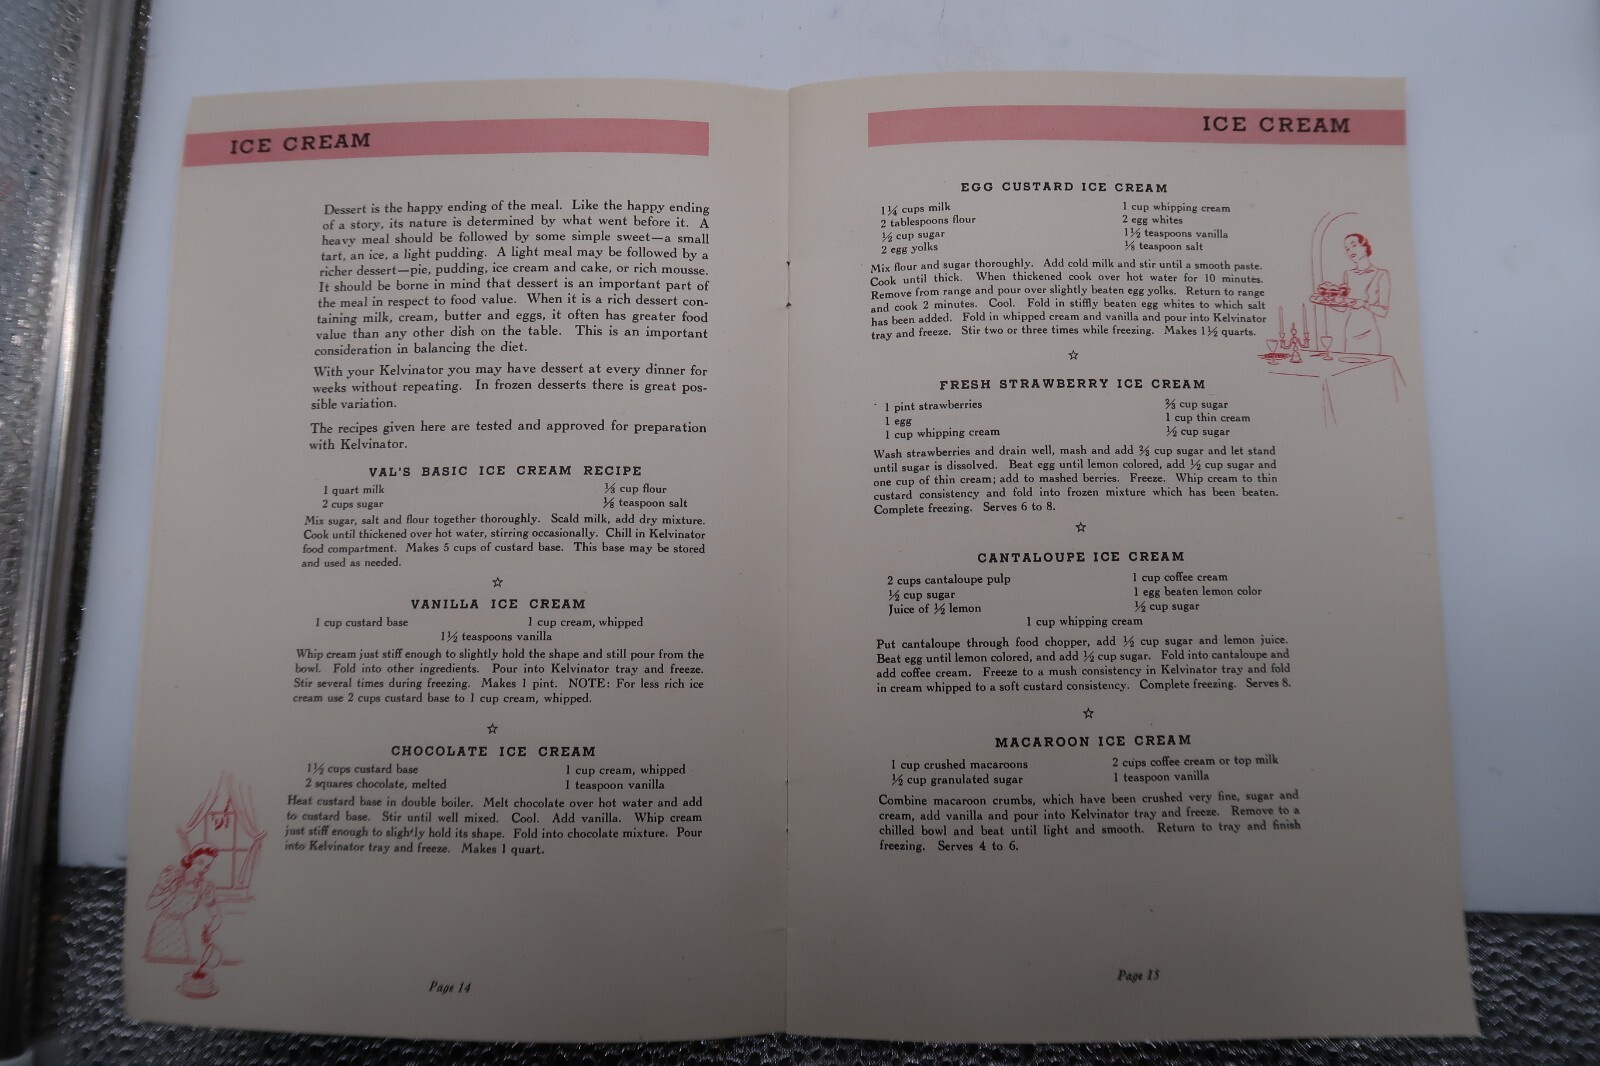 ICE CREAM
Dessert is the happy ending of the meal. Like the happy ending
of a story, its nature is determined by what went before it. A
heavy meal should be followed by some simple sweet—a small
tart, an ice, a light pudding. A light meal may be followed by a
richer dessert—pie, pudding, ice cream and cake, or rich mousse.
It should be borne in mind that dessert is an important part of
the meal in respect to food value. When it is a rich dessert con-
taining milk, cream, butter and eggs, it often has greater food
value than any other dish on the table. This is an important
consideration in balancing the diet.
With your Kelvinator you may have dessert at every dinner for
weeks without repeating. In frozen desserts there is great pos-
sible variation.
The recipes given here are tested and approved for preparation
with Kelvinator.
VAL'S BASIC ICE CREAM RECIPE
1 quart milk ⅓ cup flour
2 cups sugar ⅛ teaspoon salt
Mix sugar, salt and flour together thoroughly. Scald milk, add dry mixture.
Cook until thickened over hot water, stirring occasionally. Chill in Kelvinator
food compartment. Makes 5 cups of custard base. This base may be stored
and used as needed.
☆
VANILLA ICE CREAM
1 cup custard base 1 cup cream, whipped
1½ teaspoons vanilla
Whip cream just stiff enough to slightly hold the shape and still pour from the
bowl. Fold into other ingredients. Pour into Kelvinator tray and freeze.
Stir several times during freezing. Makes 1 pint. NOTE: For less rich ice
cream use 2 cups custard base to 1 cup cream, whipped.
☆
CHOCOLATE ICE CREAM
1½ cups custard base 1 cup cream, whipped
2 squares chocolate, melted 1 teaspoon vanilla
Heat custard base in double boiler. Melt chocolate over hot water and add
to custard base. Stir until well mixed. Cool. Add vanilla. Whip cream
just stiff enough to slightly hold its shape. Fold into chocolate mixture. Pour
into Kelvinator tray and freeze. Makes 1 quart.
Page 14
ICE CREAM
EGG CUSTARD ICE CREAM
1¼ cups milk 1 cup whipping cream
2 tablespoons flour 2 egg whites
½ cup sugar 1½ teaspoons vanilla
2 egg yolks ⅛ teaspoon salt
Mix flour and sugar thoroughly. Add cold milk and stir until a smooth paste.
Cook until thick. When thickened cook over hot water for 10 minutes.
Remove from range and pour over slightly beaten egg yolks. Return to range
and cook 2 minutes. Cool. Fold in stiffly beaten egg whites to which salt
has been added. Fold in whipped cream and vanilla and pour into Kelvinator
tray and freeze. Stir two or three times while freezing. Makes 1½ quarts.
☆
FRESH STRAWBERRY ICE CREAM
1 pint strawberries ⅔ cup sugar
1 egg 1 cup thin cream
1 cup whipping cream ½ cup sugar
Wash strawberries and drain well, mash and add ⅔ cup sugar and let stand
until sugar is dissolved. Beat egg until lemon colored, add ½ cup sugar and
one cup of thin cream; add to mashed berries. Freeze. Whip cream to thin
custard consistency and fold into frozen mixture which has been beaten.
Complete freezing. Serves 6 to 8.
☆
CANTALOUPE ICE CREAM
2 cups cantaloupe pulp 1 cup coffee cream
½ cup sugar 1 egg beaten lemon color
Juice of ½ lemon ½ cup sugar
1 cup whipping cream
Put cantaloupe through food chopper, add ½ cup sugar and lemon juice.
Beat egg until lemon colored, and add ½ cup sugar. Fold into cantaloupe and
add coffee cream. Freeze to a mush consistency in Kelvinator tray and fold
in cream whipped to a soft custard consistency. Complete freezing. Serves 8.
☆
MACAROON ICE CREAM
1 cup crushed macaroons 2 cups coffee cream or top milk
½ cup granulated sugar 1 teaspoon vanilla
Combine macaroon crumbs, which have been crushed very fine, sugar and
cream, add vanilla and pour into Kelvinator tray and freeze. Remove to a
chilled bowl and beat until light and smooth. Return to tray and finish
freezing. Serves 4 to 6.
Page 15